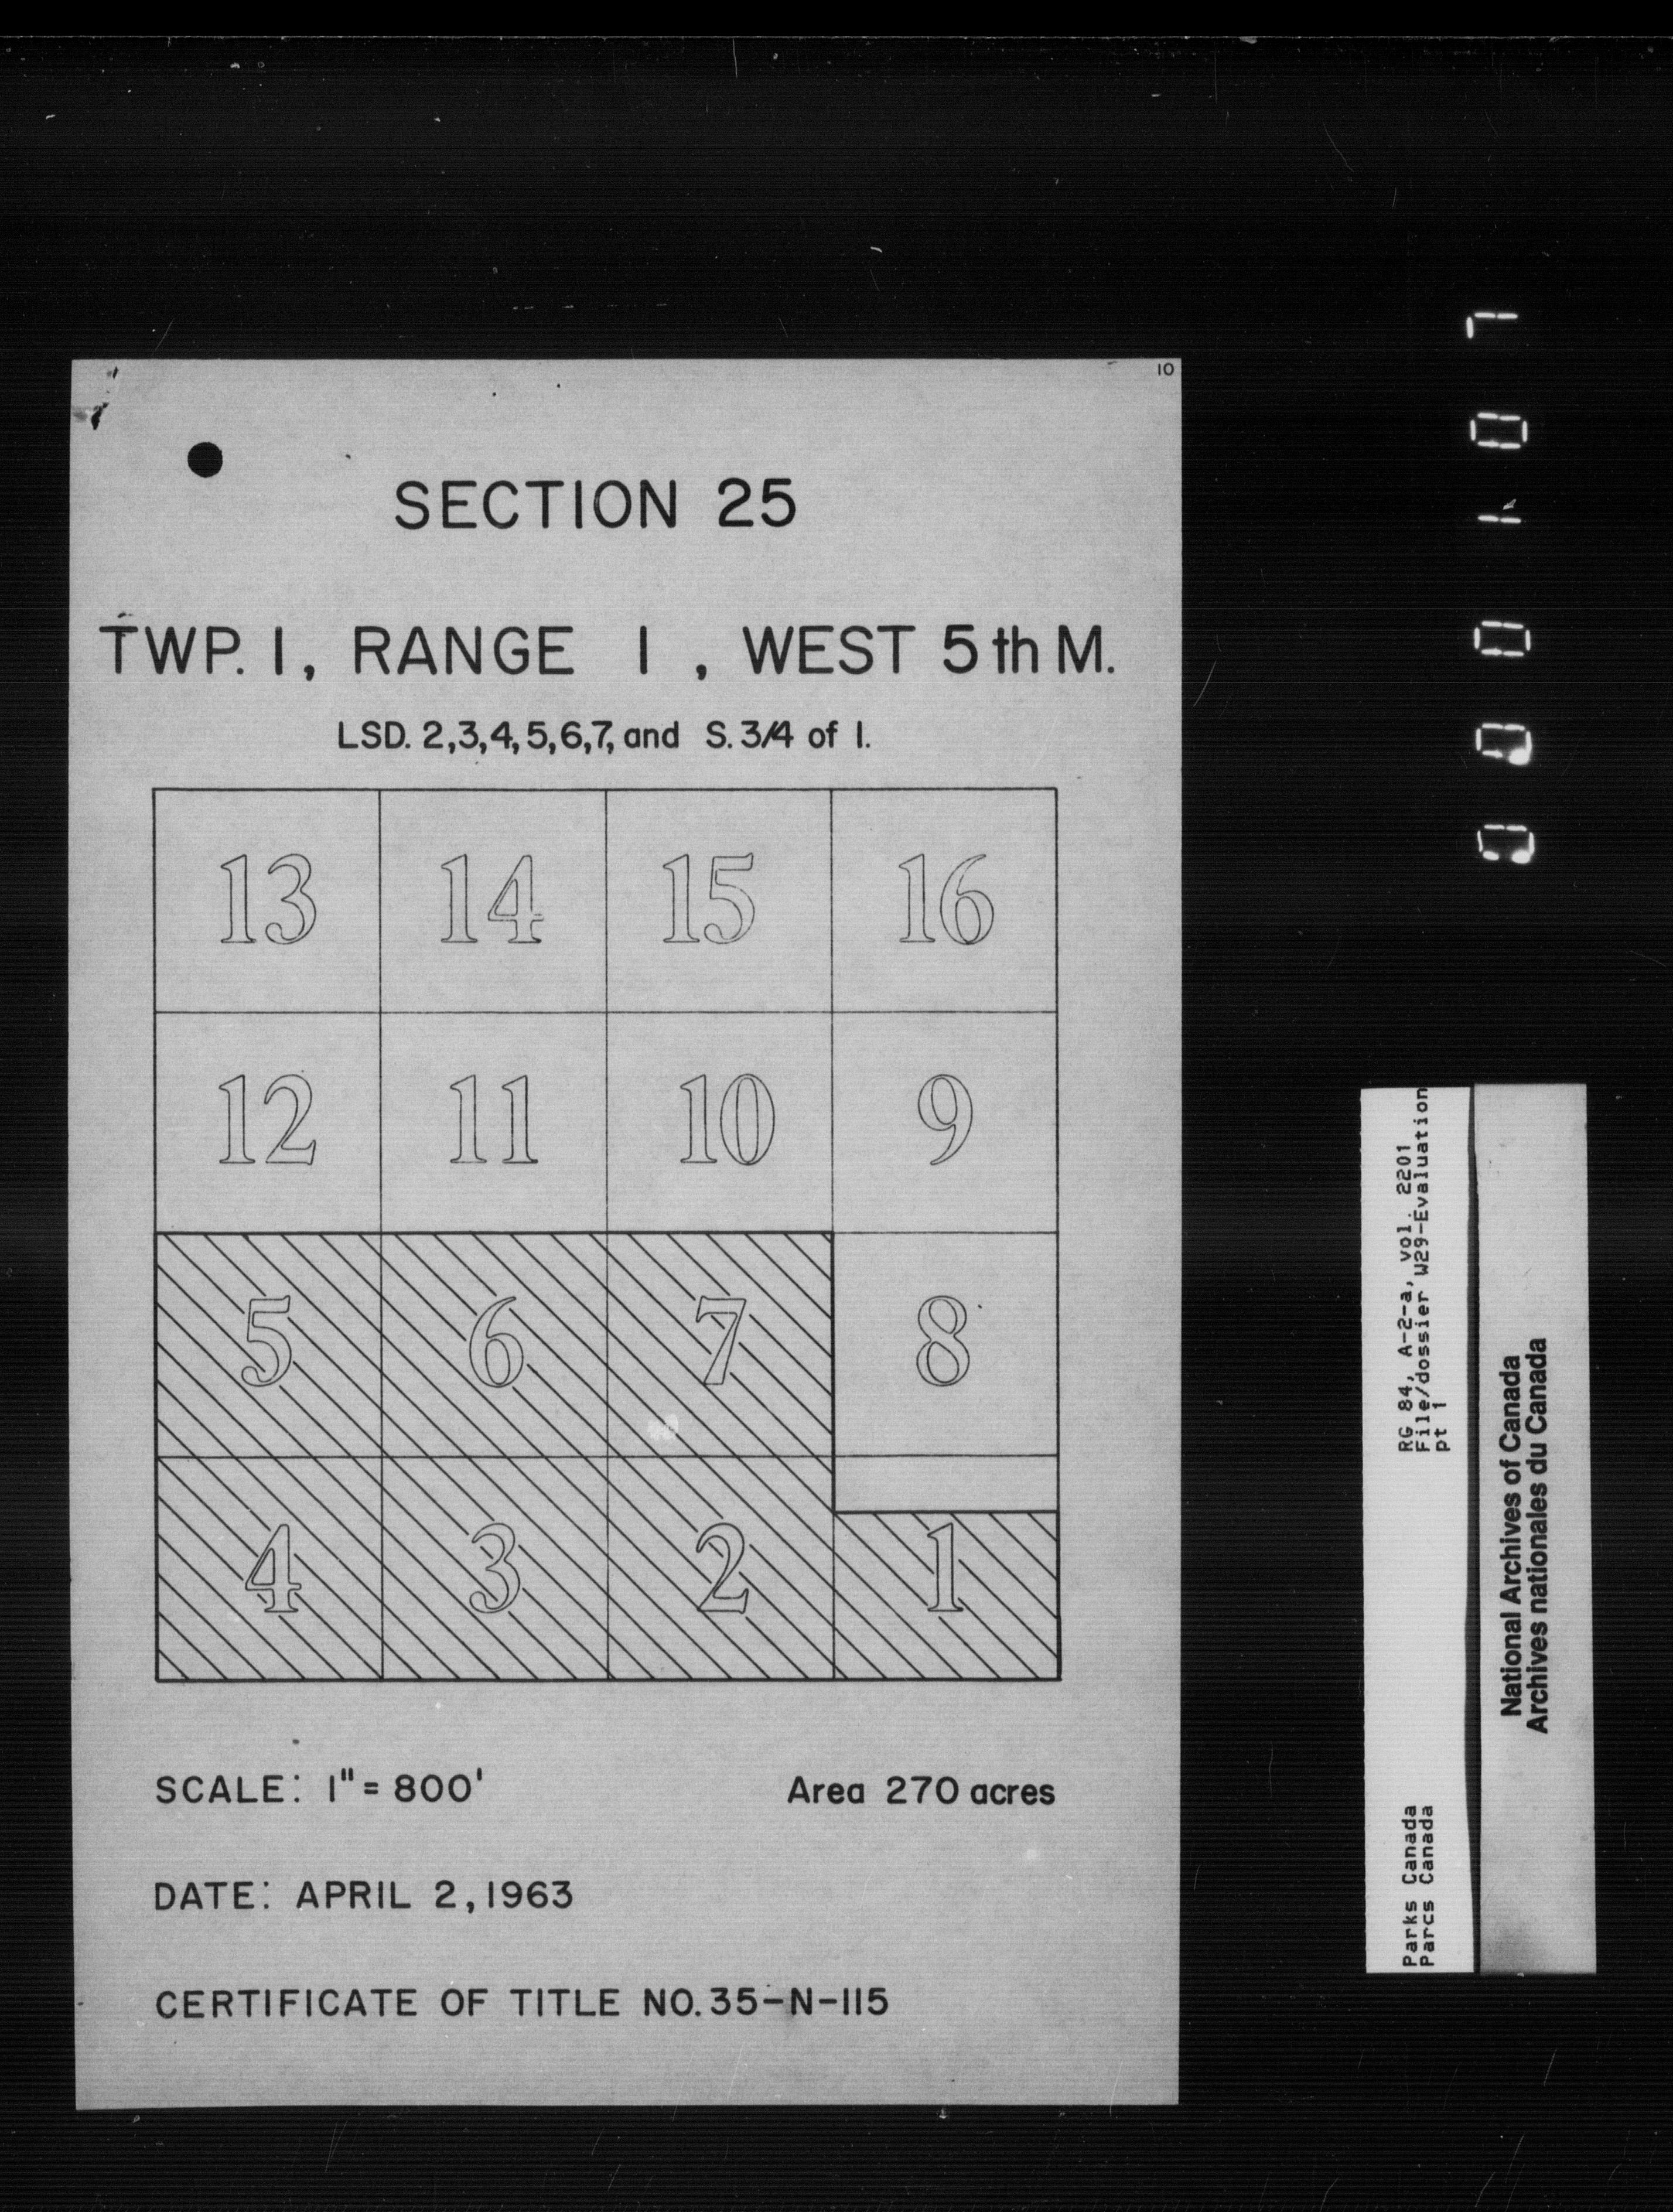 10
SECTION 25
TWP. 1, RANGE 1, WEST 5th M.
LSD. 2,3,4,5,6,7, and S. 3/4 of 1.
13 14 15 16
12 11 10 9
5 6 7 8
4 3 2 1
SCALE: 1" = 800' Area 270 acres
DATE: APRIL 2, 1963
CERTIFICATE OF TITLE NO. 35-N-115
Parks Canada
Parcs Canada
RG 84, A-2-a, vol. 2201
File/dossier W29-Evaluation
pt 1
National Archives of Canada
Archives nationales du Canada